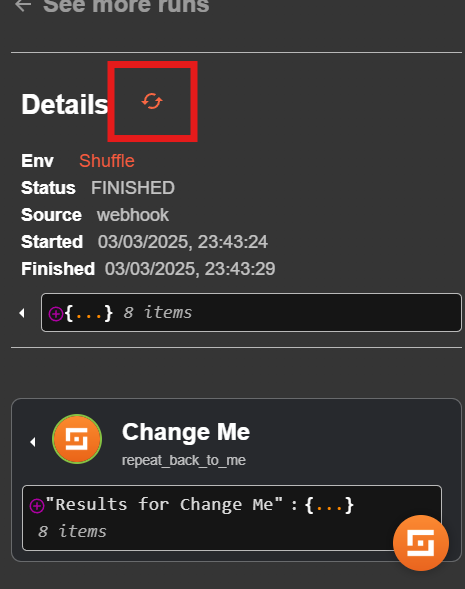 ← See more runs
Details
Env Shuffle
Status FINISHED
Source webhook
Started 03/03/2025, 23:43:24
Finished 03/03/2025, 23:43:29
{...} 8 items
Change Me
repeat_back_to_me
"Results for Change Me" : {...}
8 items